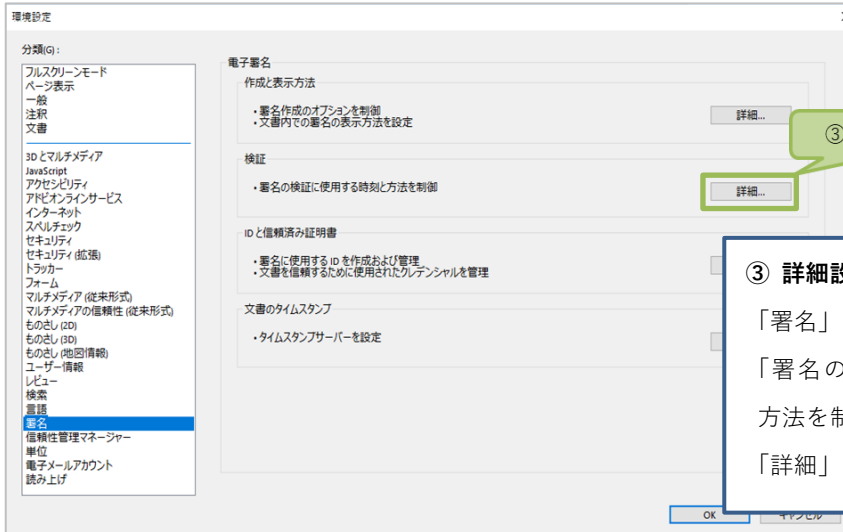 環境設定
分類(G):
フルスクリーンモード
ページ表示
一般
注釈
文書
3D とマルチメディア
JavaScript
アクセシビリティ
アドビオンラインサービス
インターネット
スペルチェック
セキュリティ
セキュリティ (拡張)
トラッカー
フォーム
マルチメディア (従来形式)
マルチメディアの信頼性 (従来形式)
ものさし (2D)
ものさし (3D)
ものさし (地図情報)
ユーザー情報
レビュー
検索
言語
署名
信頼性管理マネージャー
単位
電子メールアカウント
読み上げ
電子署名
作成と表示方法
・署名作成のオプションを制御
・文書内での署名の表示方法を設定
詳細...
③
検証
・署名の検証に使用する時刻と方法を制御
詳細...
ID と信頼済み証明書
・署名に使用する ID を作成および管理
・文書を信頼するために使用されたクレデンシャルを管理
文書のタイムスタンプ
・タイムスタンプサーバーを設定
③ 詳細設
「署名」
「署名の
方法を制
「詳細」
OK
キャンセル